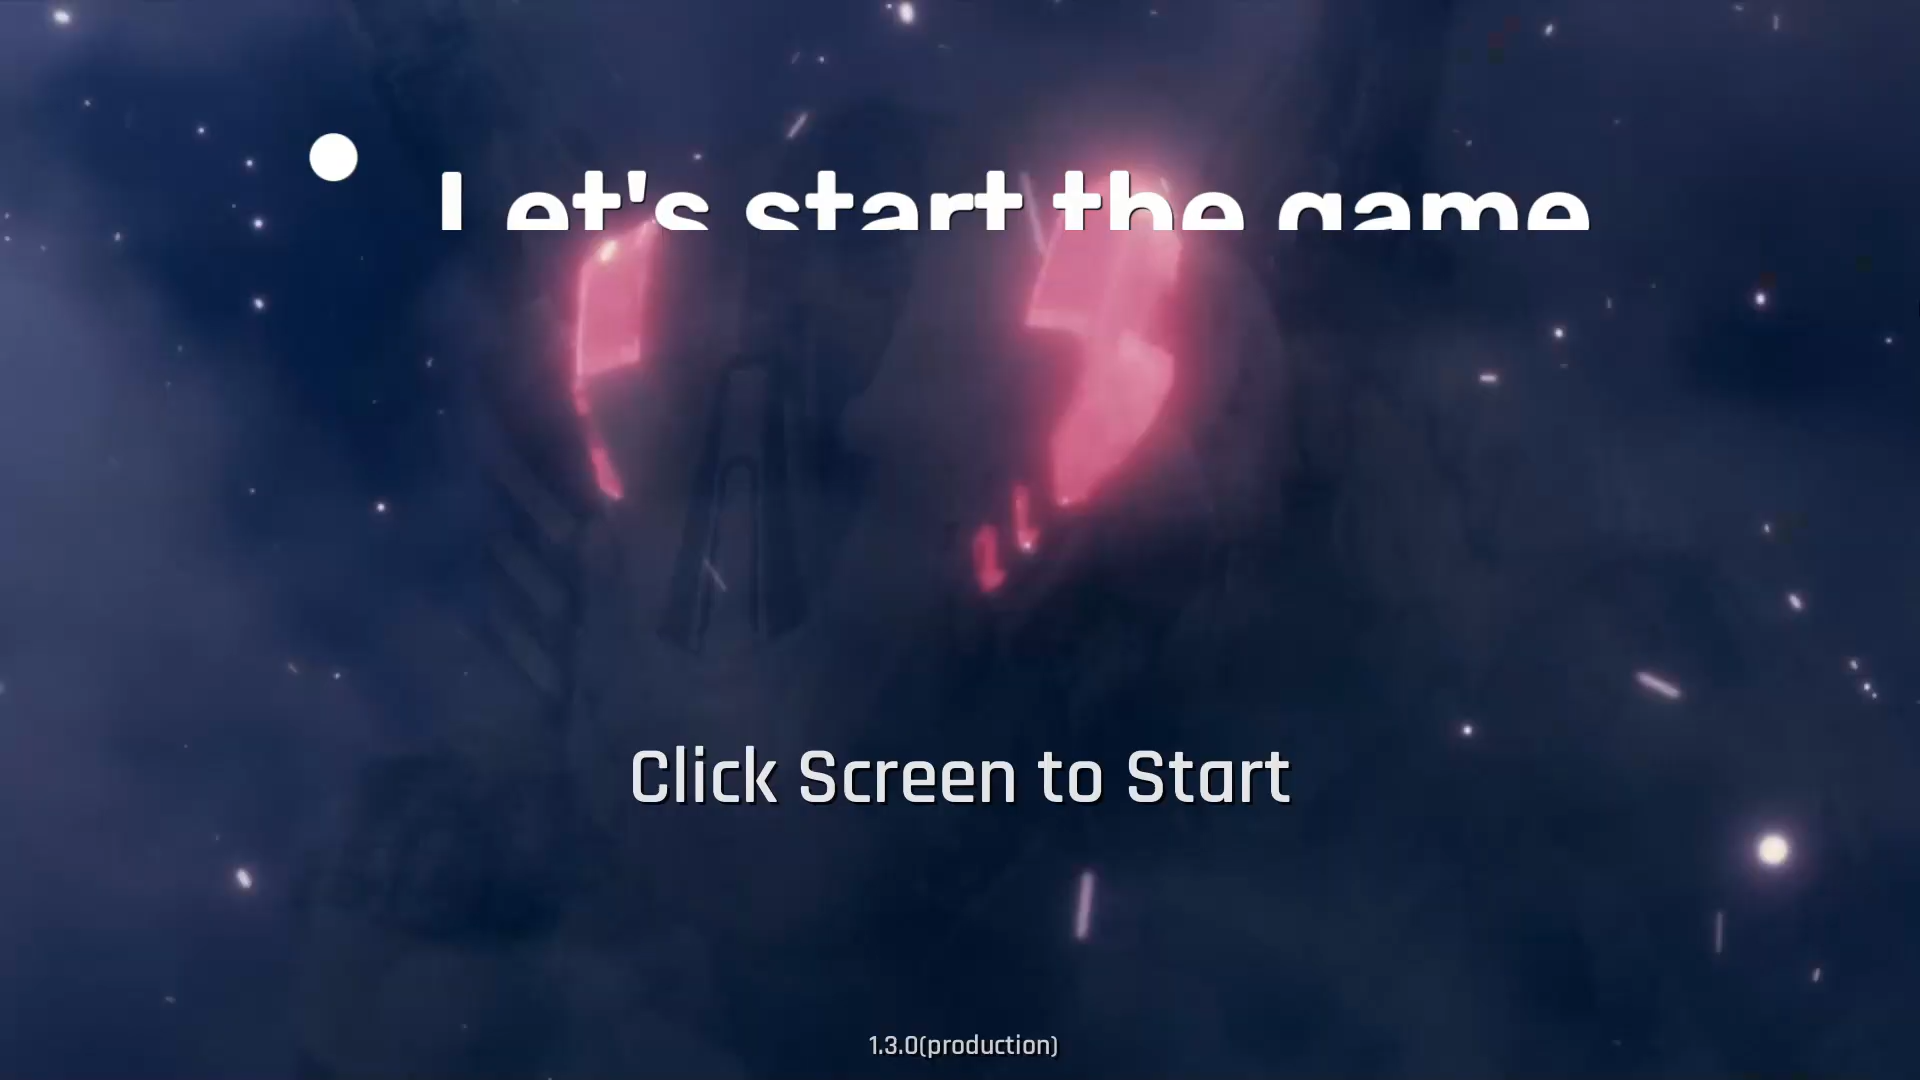 Let's start the game
Click Screen to Start
1.3.0(production)